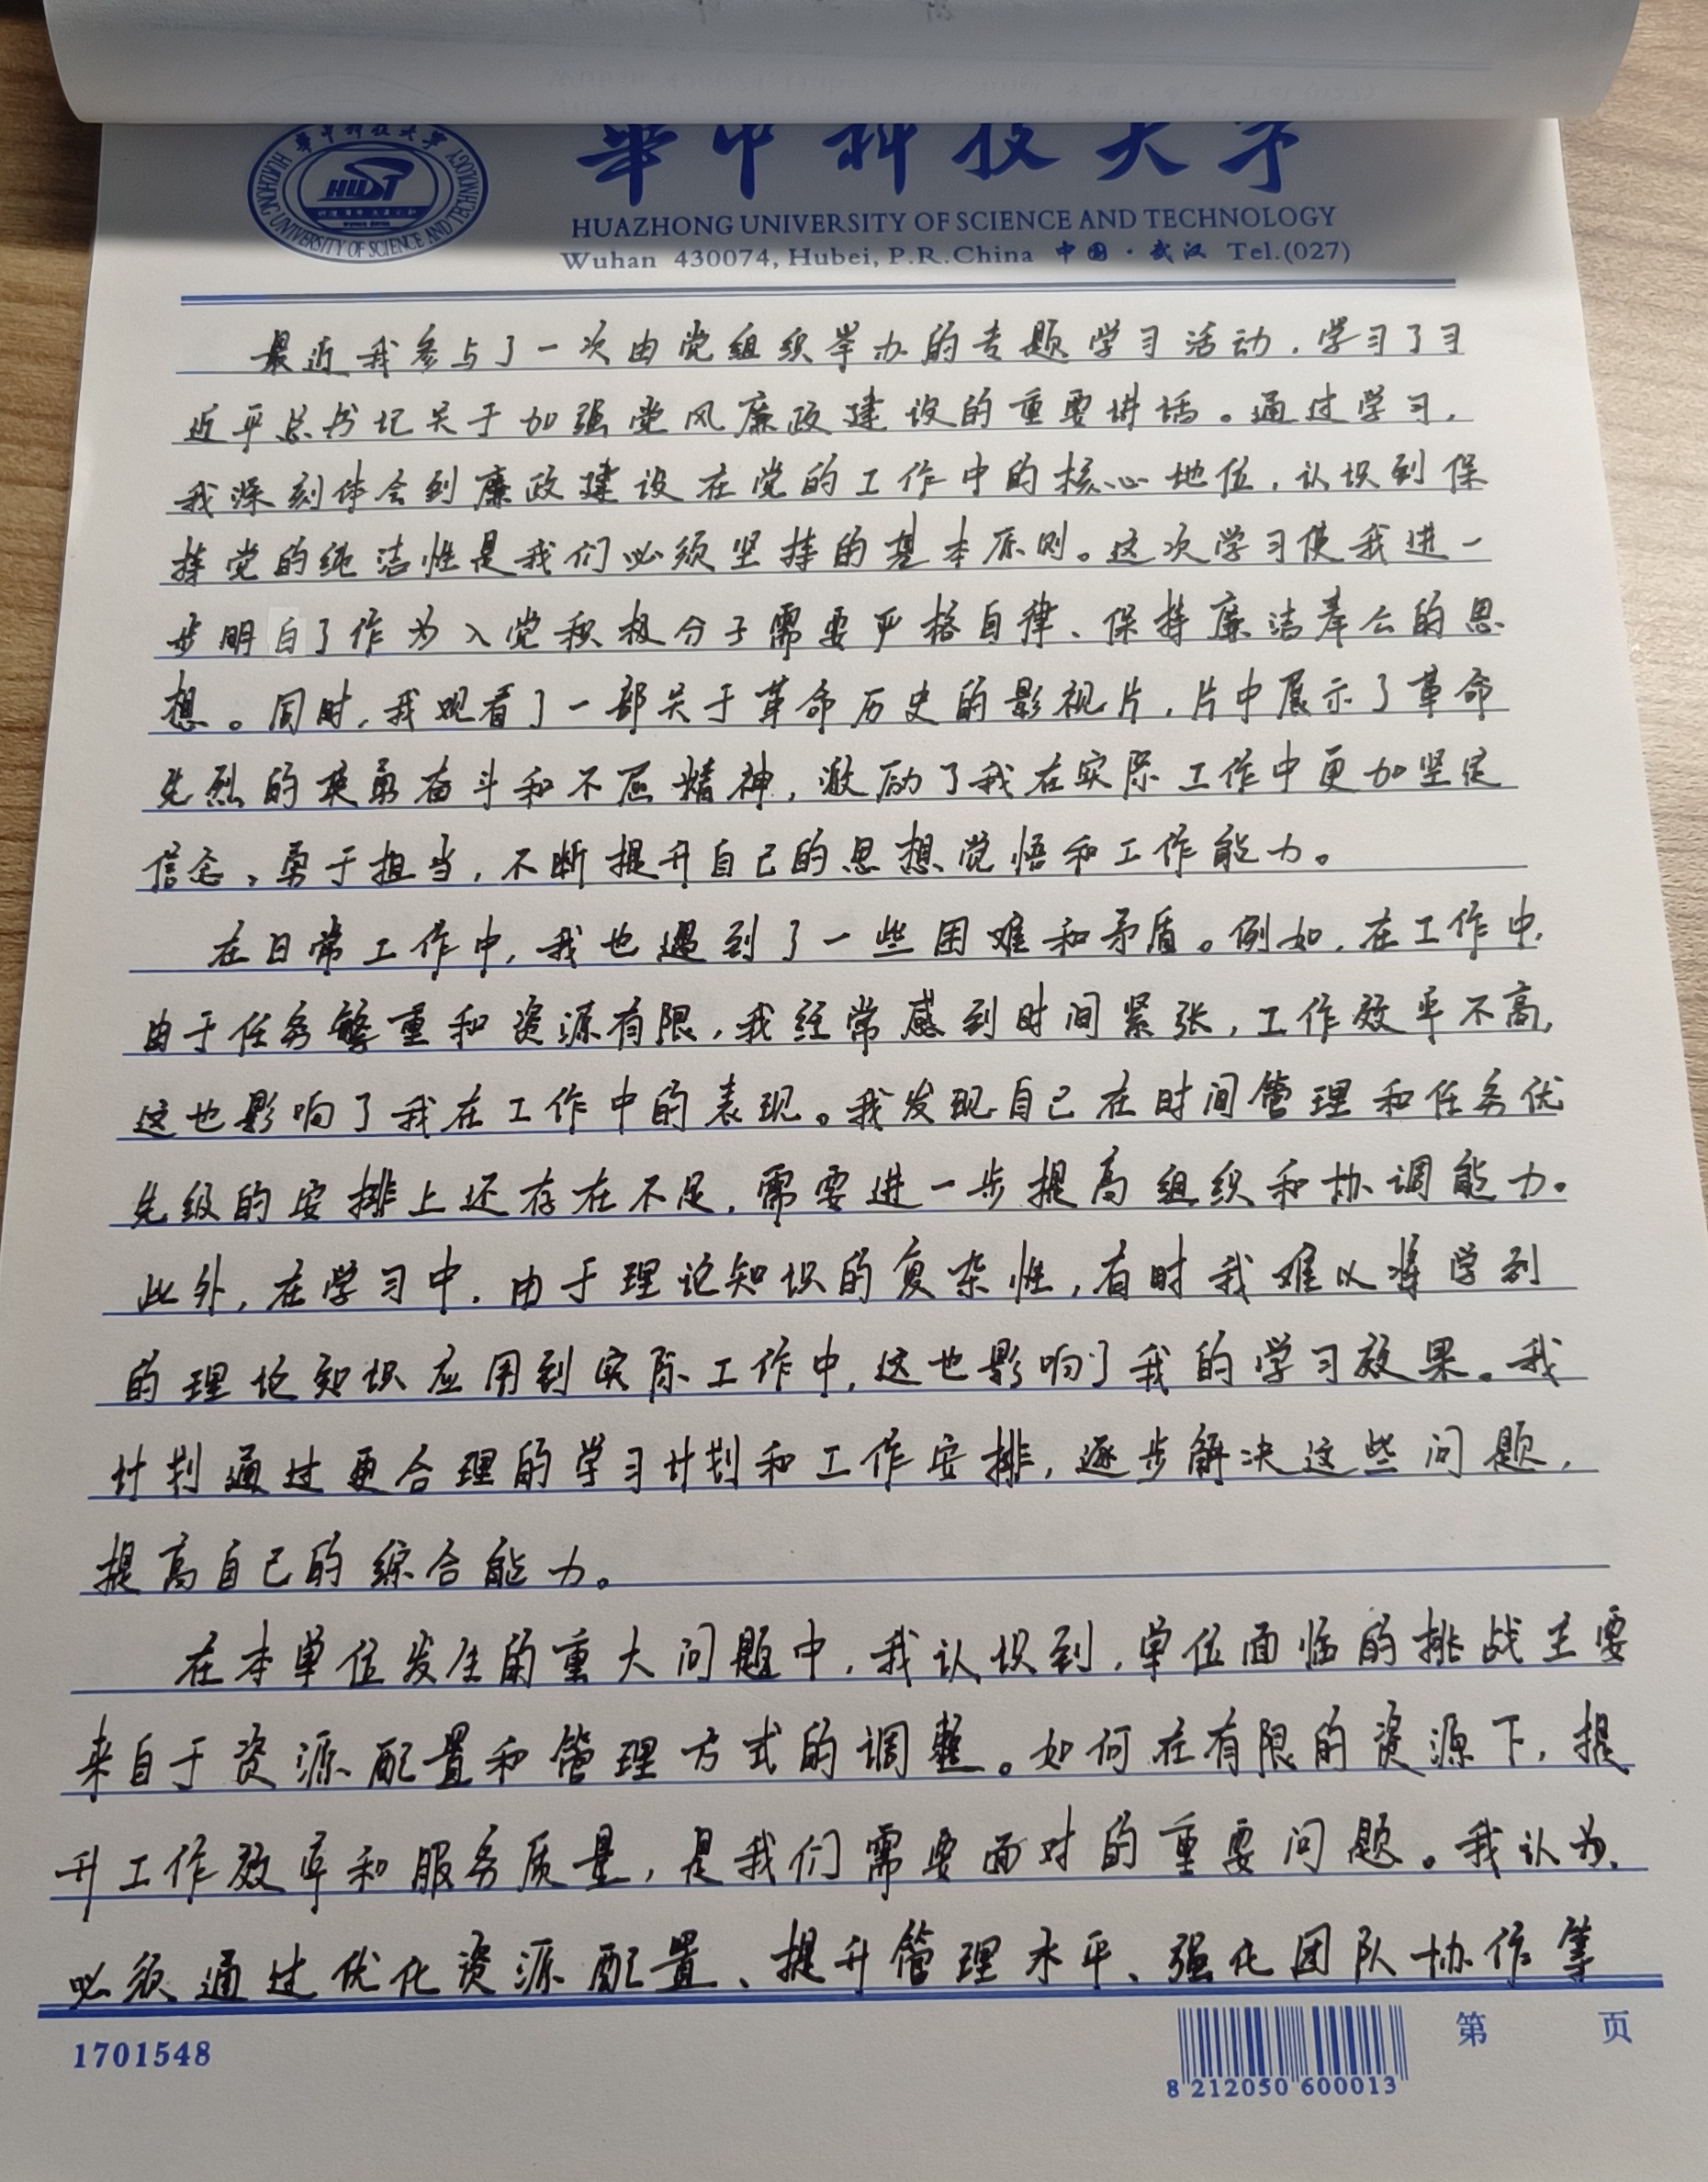 華中科技大学
HUAZHONG UNIVERSITY OF SCIENCE AND TECHNOLOGY
HUST
HUAZHONG UNIVERSITY OF SCIENCE AND TECHNOLOGY
Wuhan 430074, Hubei, P.R.China 中国·武汉 Tel.(027)
最近我参与了一次由党组织举办的专题学习活动，学习了习
近平总书记关于加强党风廉政建设的重要讲话。通过学习，
我深刻体会到廉政建设在党的工作中的核心地位，认识到保
持党的纯洁性是我们必须坚持的基本原则。这次学习使我进一
步明白了作为入党积极分子需要严格自律、保持廉洁奉公的思
想。同时，我观看了一部关于革命历史的影视片，片中展示了革命
先烈的英勇奋斗和不屈精神，激励了我在实际工作中更加坚定
信念、勇于担当，不断提升自己的思想觉悟和工作能力。
在日常工作中，我也遇到了一些困难和矛盾。例如，在工作中，
由于任务繁重和资源有限，我经常感到时间紧张，工作效率不高，
这也影响了我在工作中的表现。我发现自己在时间管理和任务优
先级的安排上还存在不足，需要进一步提高组织和协调能力。
此外，在学习中，由于理论知识的复杂性，有时我难以将学到
的理论知识应用到实际工作中，这也影响了我的学习效果。我
计划通过更合理的学习计划和工作安排，逐步解决这些问题，
提高自己的综合能力。
在本单位发生的重大问题中，我认识到，单位面临的挑战主要
来自于资源配置和管理方式的调整。如何在有限的资源下，提
升工作效率和服务质量，是我们需要面对的重要问题。我认为，
必须通过优化资源配置、提升管理水平、强化团队协作等
1701548
8 212050 600013
第 页